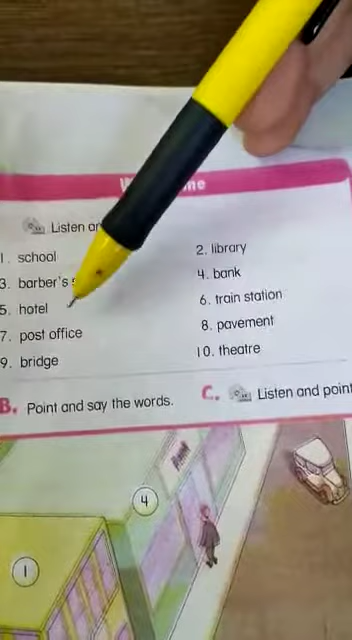 me
Listen
1. school
2. library
3. barber's
4. bank
5. hotel
6. train station
7. post office
8. pavement
9. bridge
10. theatre
B. Point and say the words.
C. Listen and point
4
1